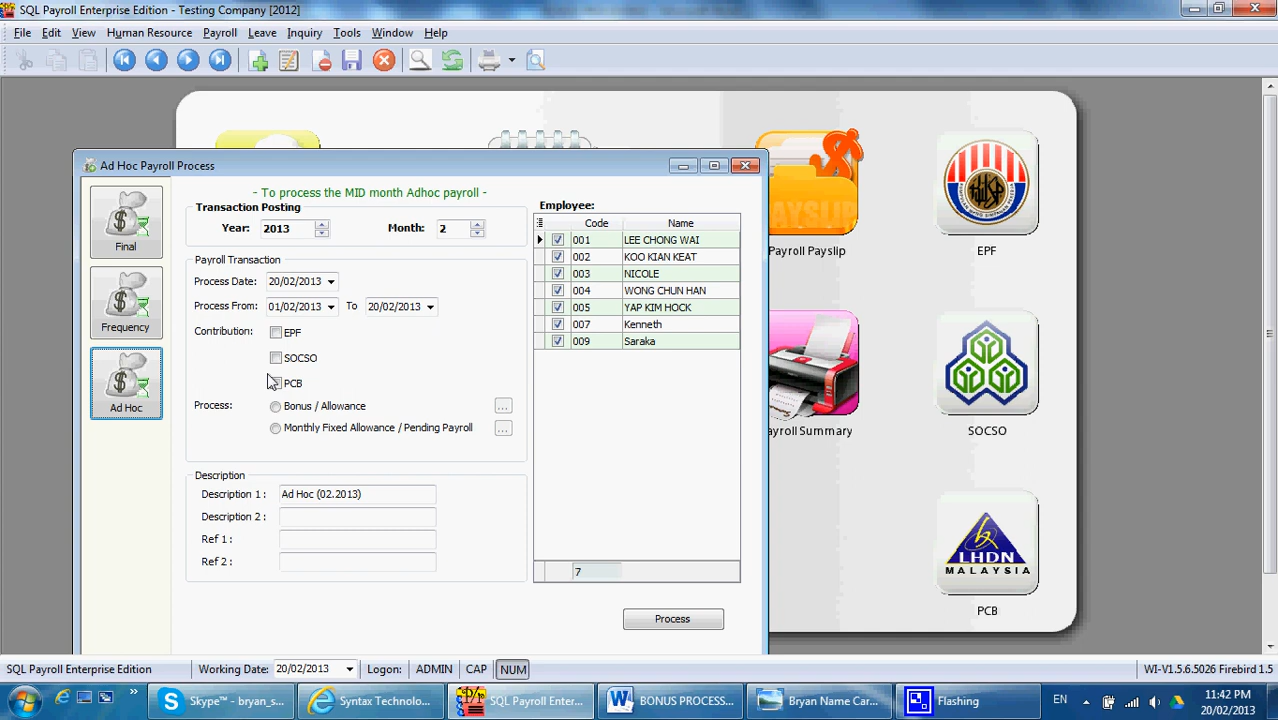 SQL Payroll Enterprise Edition - Testing Company [2012]
File Edit View Human Resource Payroll Leave Inquiry Tools Window Help
Ad Hoc Payroll Process
- To process the MID month Adhoc payroll -
Transaction Posting
Year: 2013 Month: 2
Payroll Transaction
Process Date: 20/02/2013
Process From: 01/02/2013 To 20/02/2013
Contribution: EPF
SOCSO
PCB
Process: Bonus / Allowance ...
Monthly Fixed Allowance / Pending Payroll ...
Description
Description 1 : Ad Hoc (02.2013)
Description 2 :
Ref 1 :
Ref 2 :
Final
Frequency
Ad Hoc
Employee:
Code Name
001 LEE CHONG WAI
002 KOO KIAN KEAT
003 NICOLE
004 WONG CHUN HAN
005 YAP KIM HOCK
007 Kenneth
009 Saraka
7
Process
PAYSLIP
Payroll Payslip
EPF
ayroll Summary
SOCSO
LHDN
MALAYSIA
PCB
SQL Payroll Enterprise Edition Working Date: 20/02/2013 Logon: ADMIN CAP NUM WI-V1.5.6.5026 Firebird 1.5
Skype™ - bryan_s... Syntax Technolo... SQL Payroll Enter... BONUS PROCESS... Bryan Name Car... Flashing EN 11:42 PM
20/02/2013